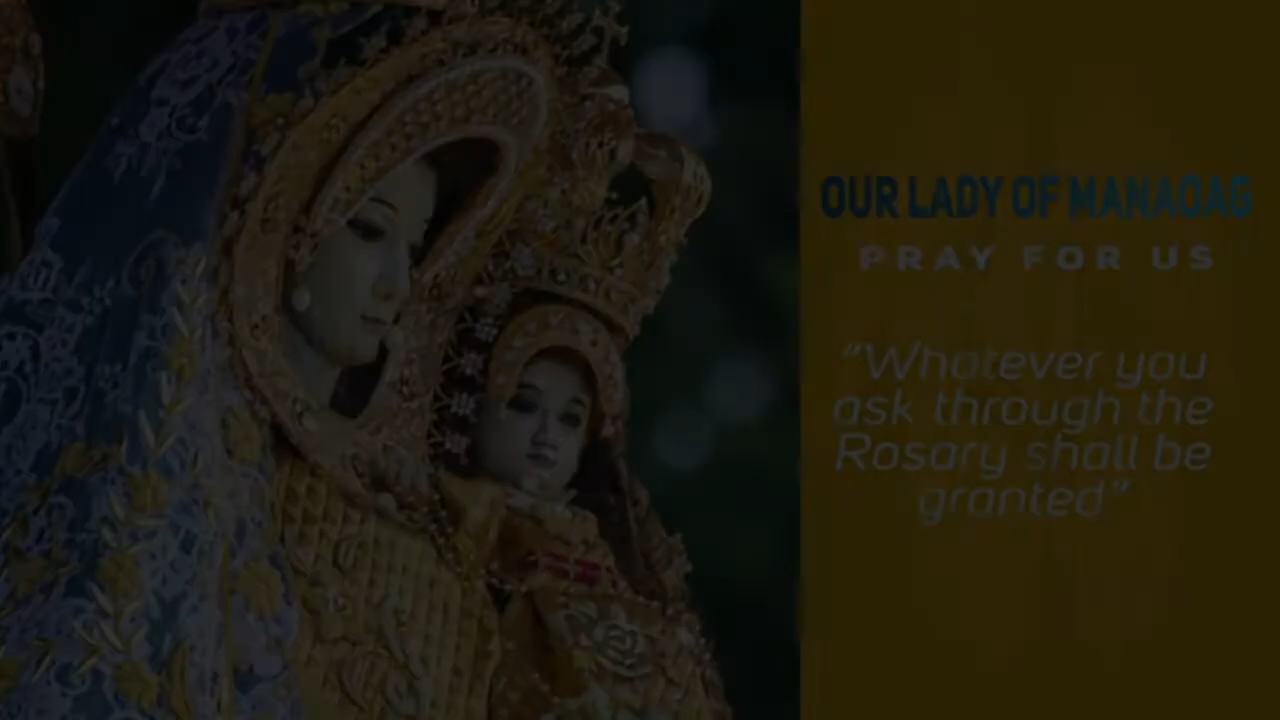 OUR LADY OF MANAOAG
PRAY FOR US
“Whatever you
ask through the
Rosary shall be
granted”